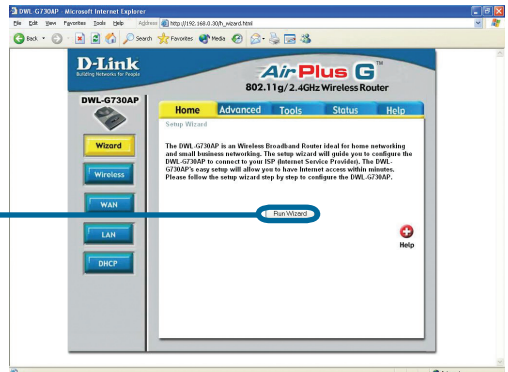 DWL-G730AP - Microsoft Internet Explorer
File Edit View Favorites Tools Help Address http://192.168.0.30/h_wizard.html
Back Search Favorites Media
D-Link
Building Networks for People
Air Plus G TM
802.11g/2.4GHz Wireless Router
DWL-G730AP
Home Advanced Tools Status Help
Setup Wizard
The DWL-G730AP is an Wireless Broadband Router ideal for home networking
and small business networking. The setup wizard will guide you to configure the
DWL-G730AP to connect to your ISP (Internet Service Provider). The DWL-
G730AP's easy setup will allow you to have Internet access within minutes.
Please follow the setup wizard step by step to configure the DWL-G730AP.
Wizard
Wireless
WAN
LAN
DHCP
Run Wizard
Help